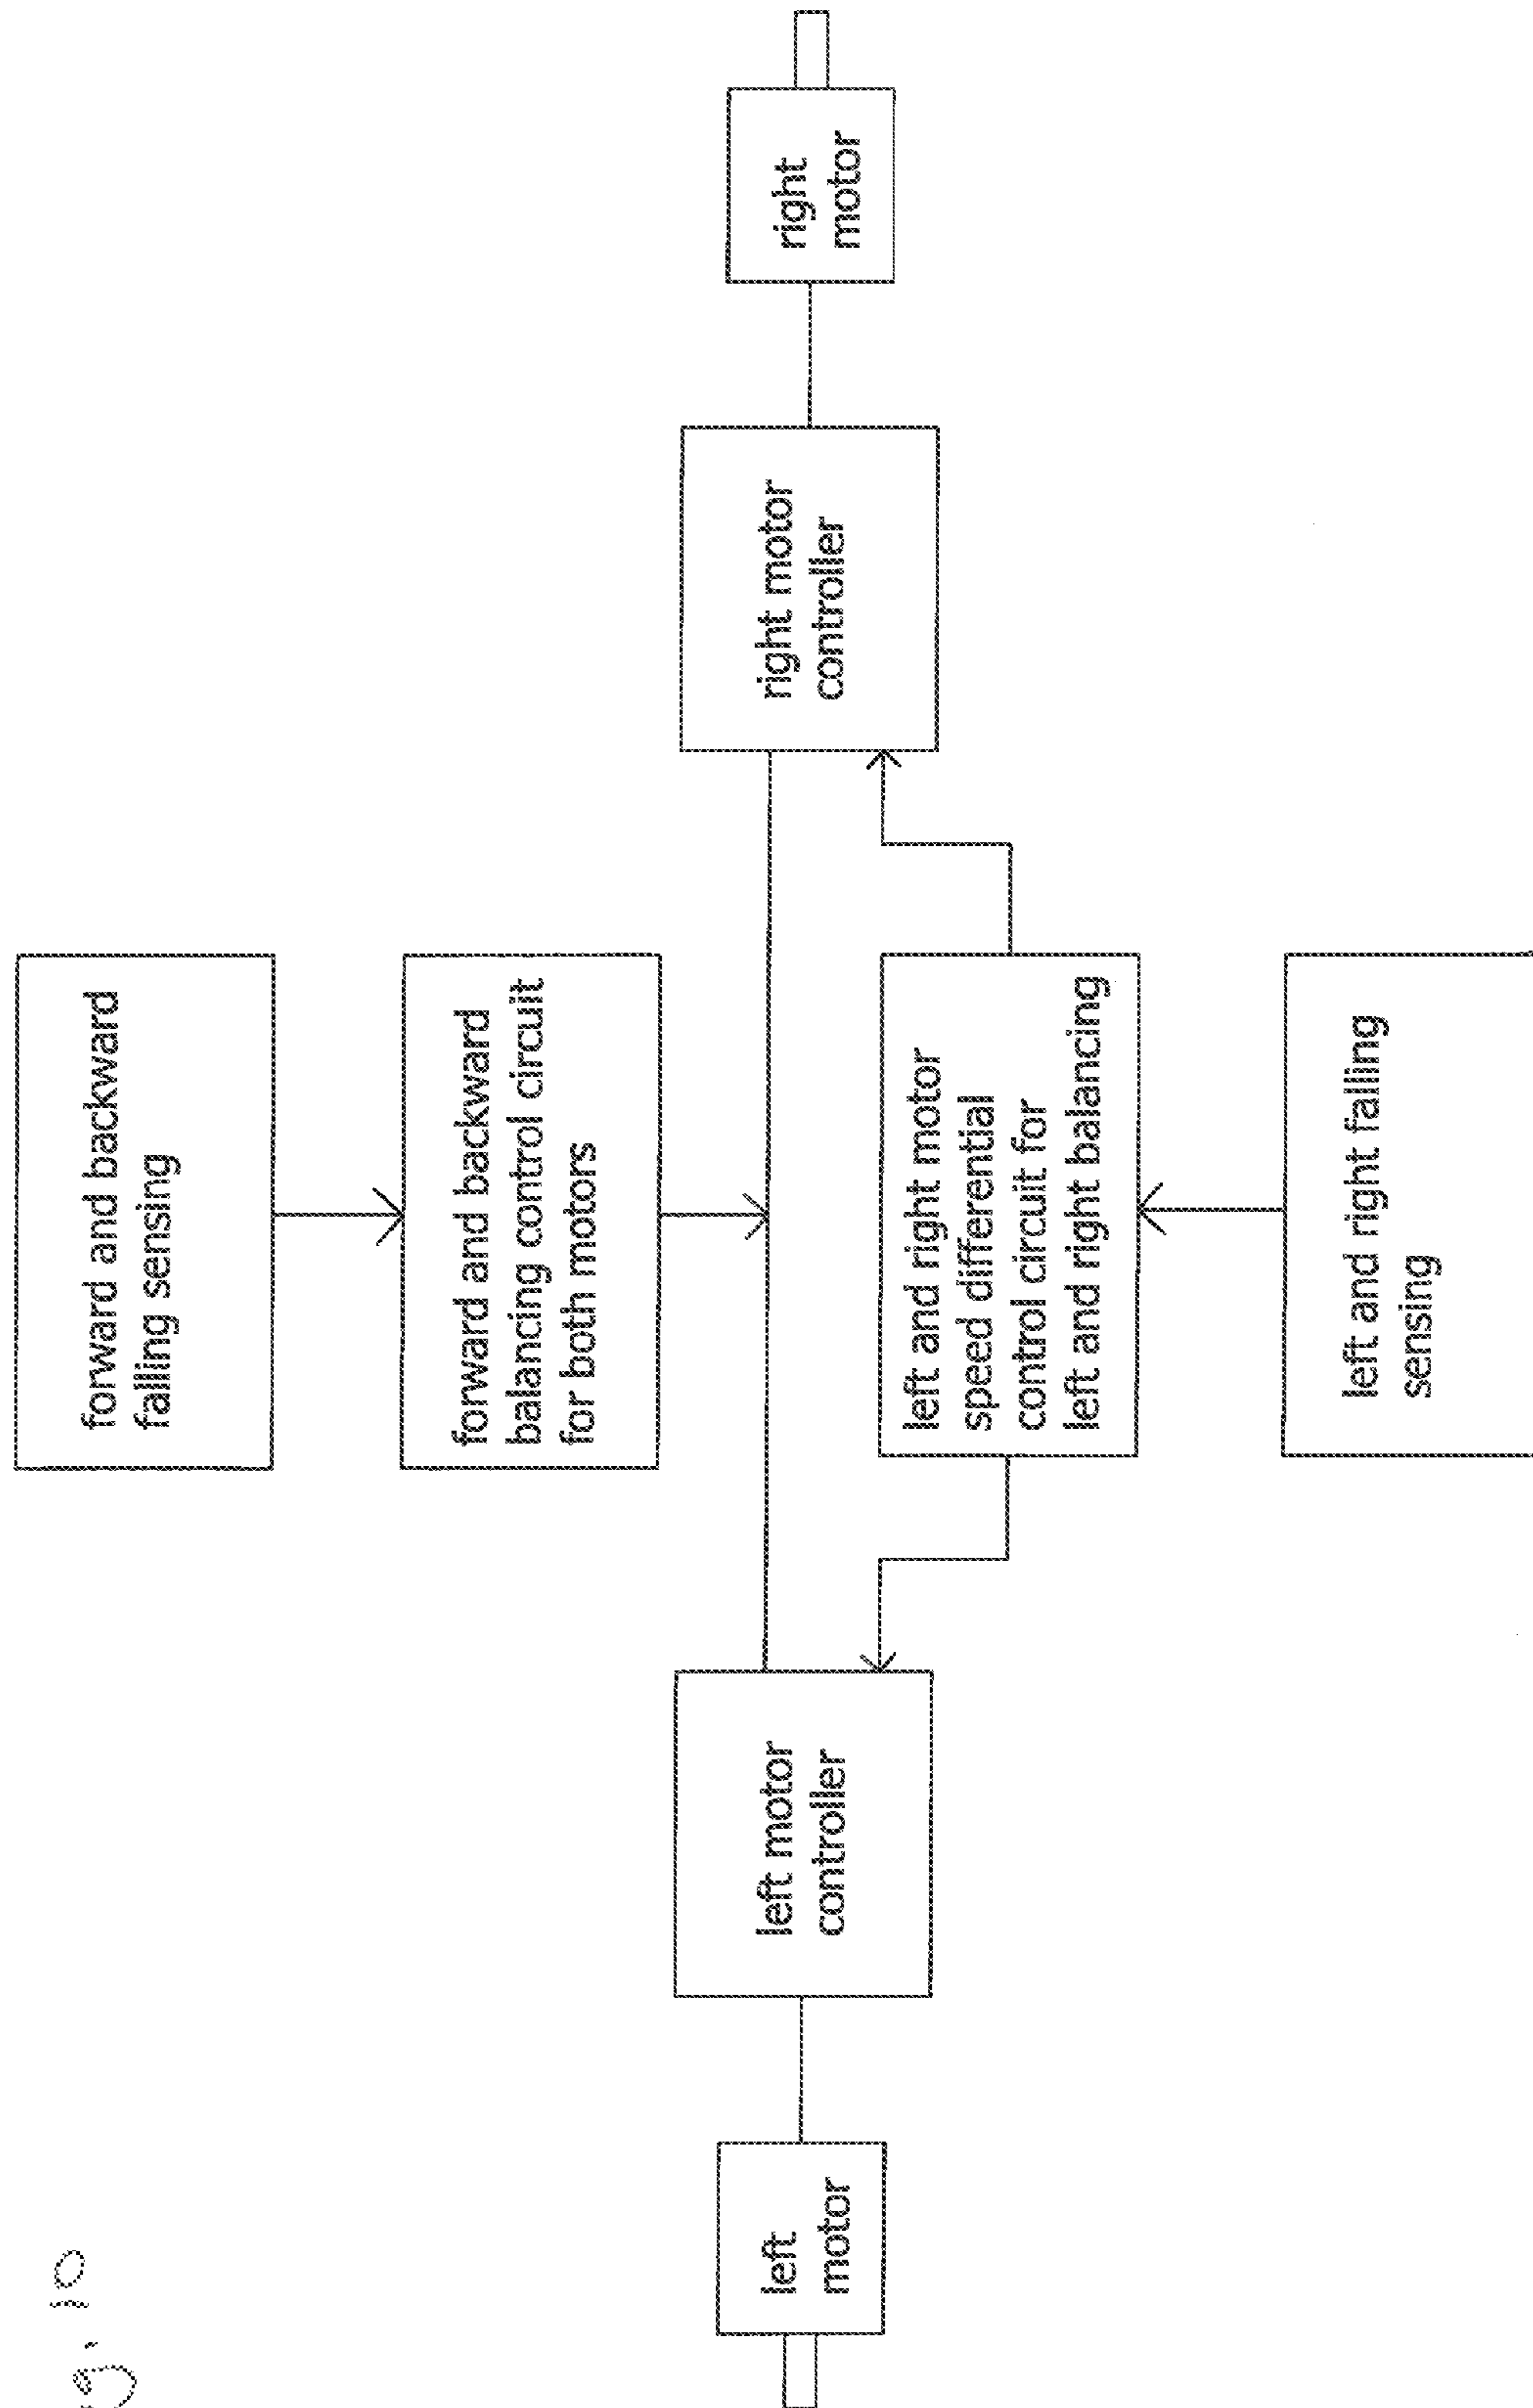 forward and backward
falling sensing
forward and backward
balancing control circuit
for both motors
left
motor
left motor
controller
right motor
controller
right
motor
left and right motor
speed differential
control circuit for
left and right balancing
left and right falling
sensing
10